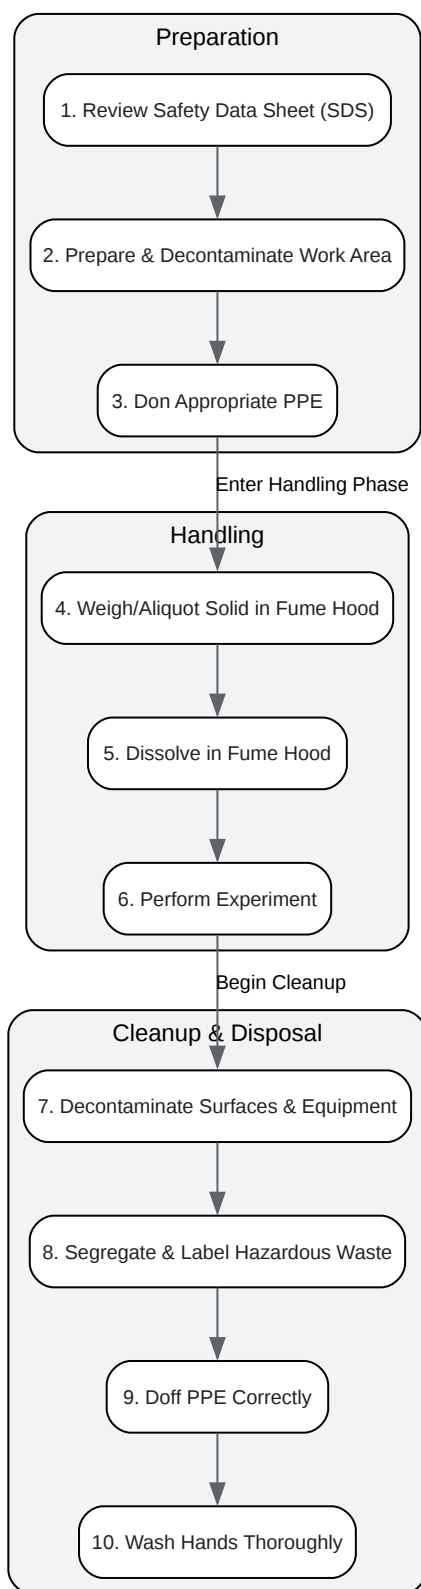 Preparation
1. Review Safety Data Sheet (SDS)
2. Prepare & Decontaminate Work Area
3. Don Appropriate PPE
Enter Handling Phase
Handling
4. Weigh/Aliquot Solid in Fume Hood
5. Dissolve in Fume Hood
6. Perform Experiment
Begin Cleanup
Cleanup & Disposal
7. Decontaminate Surfaces & Equipment
8. Segregate & Label Hazardous Waste
9. Doff PPE Correctly
10. Wash Hands Thoroughly